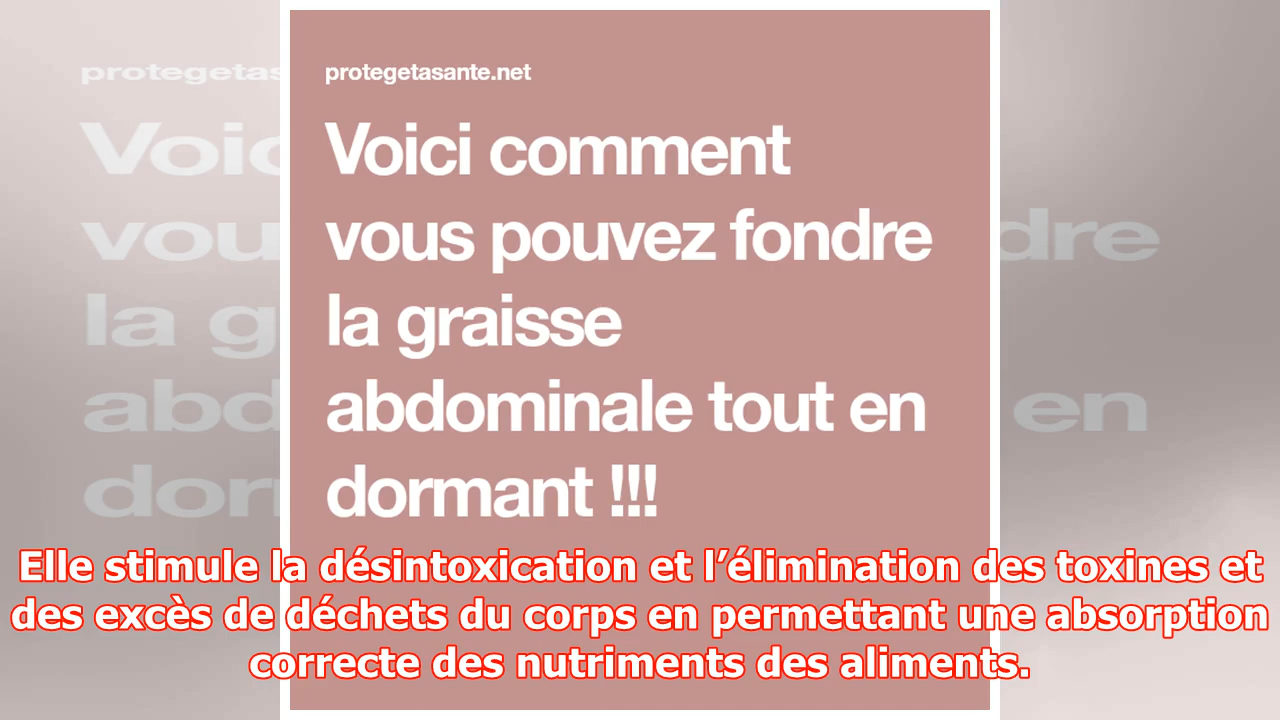 protegetasante.net
Voici comment
vous pouvez fondre
la graisse
abdominale tout en
dormant !!!
Elle stimule la désintoxication et l’élimination des toxines et
des excès de déchets du corps en permettant une absorption
correcte des nutriments des aliments.